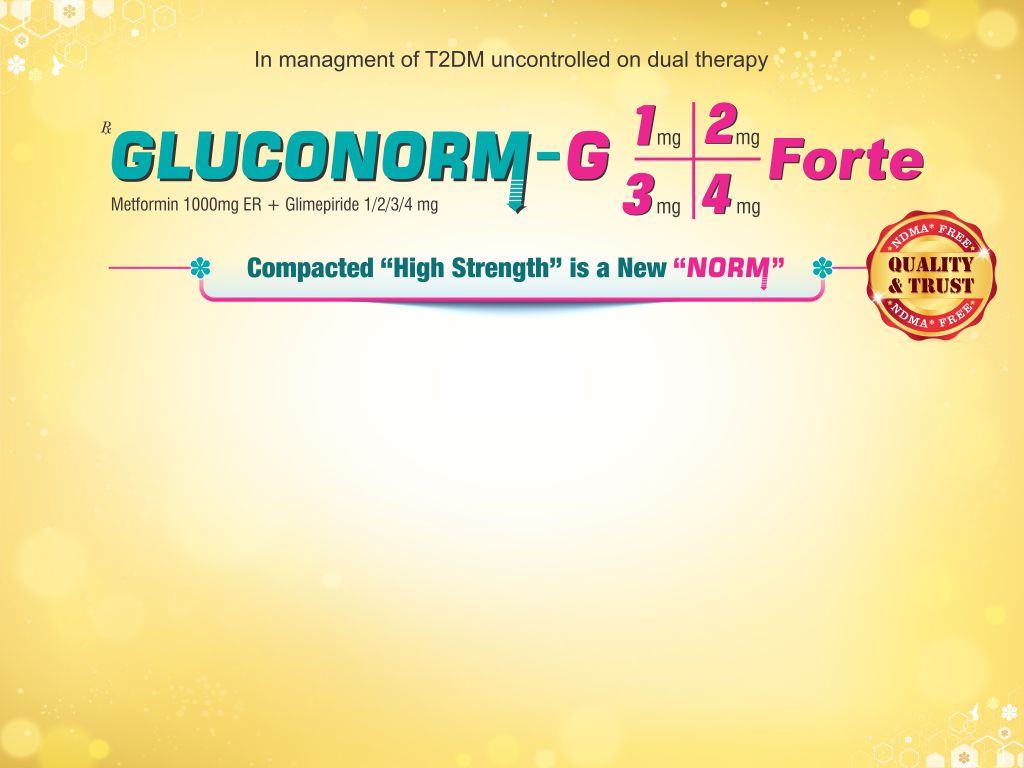 In managment of T2DM uncontrolled on dual therapy
℞ GLUCONORM-G 1mg 2mg 3mg 4mg Forte
Metformin 1000mg ER + Glimepiride 1/2/3/4 mg
Compacted “High Strength” is a New “NORM”
*NDMA* FREE*
QUALITY
& TRUST
*NDMA* FREE*